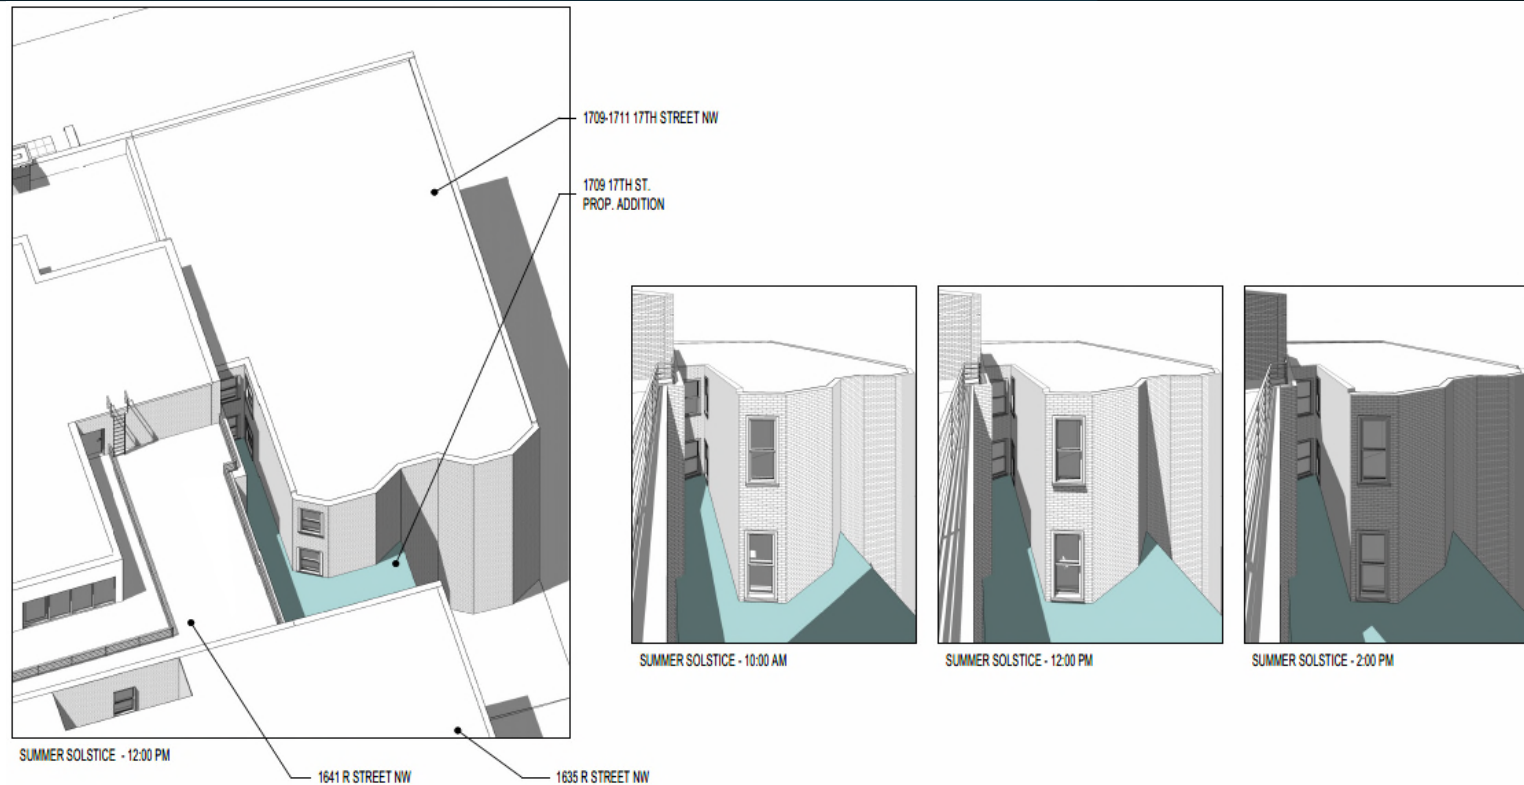 1709-1711 17TH STREET NW
1709 17TH ST.
PROP. ADDITION
SUMMER SOLSTICE - 10:00 AM
SUMMER SOLSTICE - 12:00 PM
SUMMER SOLSTICE - 2:00 PM
SUMMER SOLSTICE - 12:00 PM
1641 R STREET NW
1635 R STREET NW